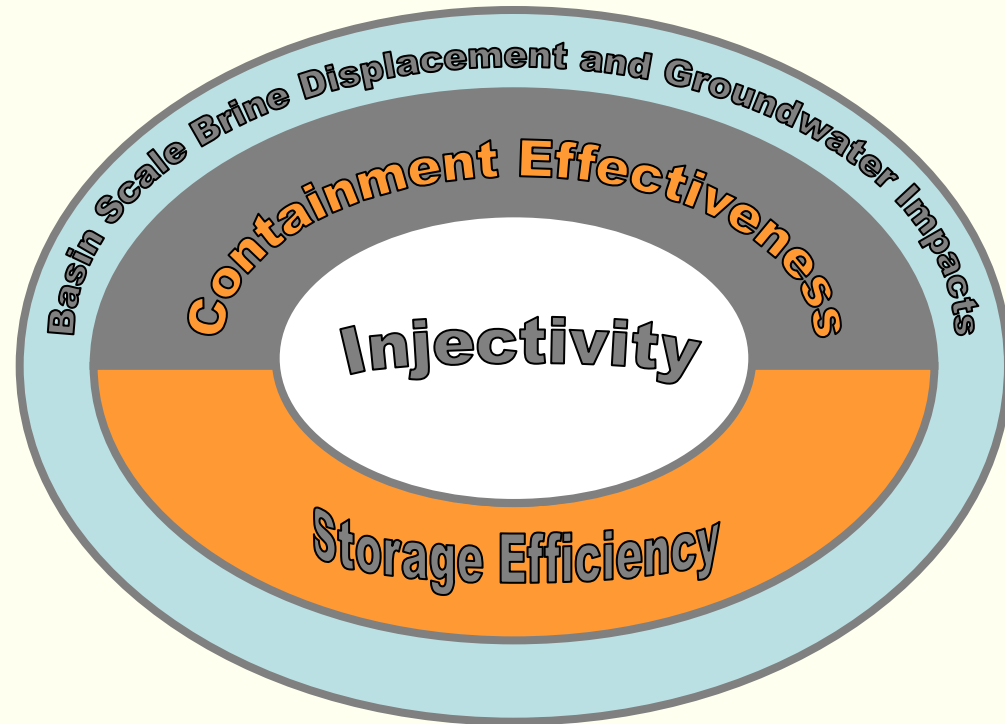 Basin Scale Brine Displacement and Groundwater Impacts
Containment Effectiveness
Injectivity
Storage Efficiency